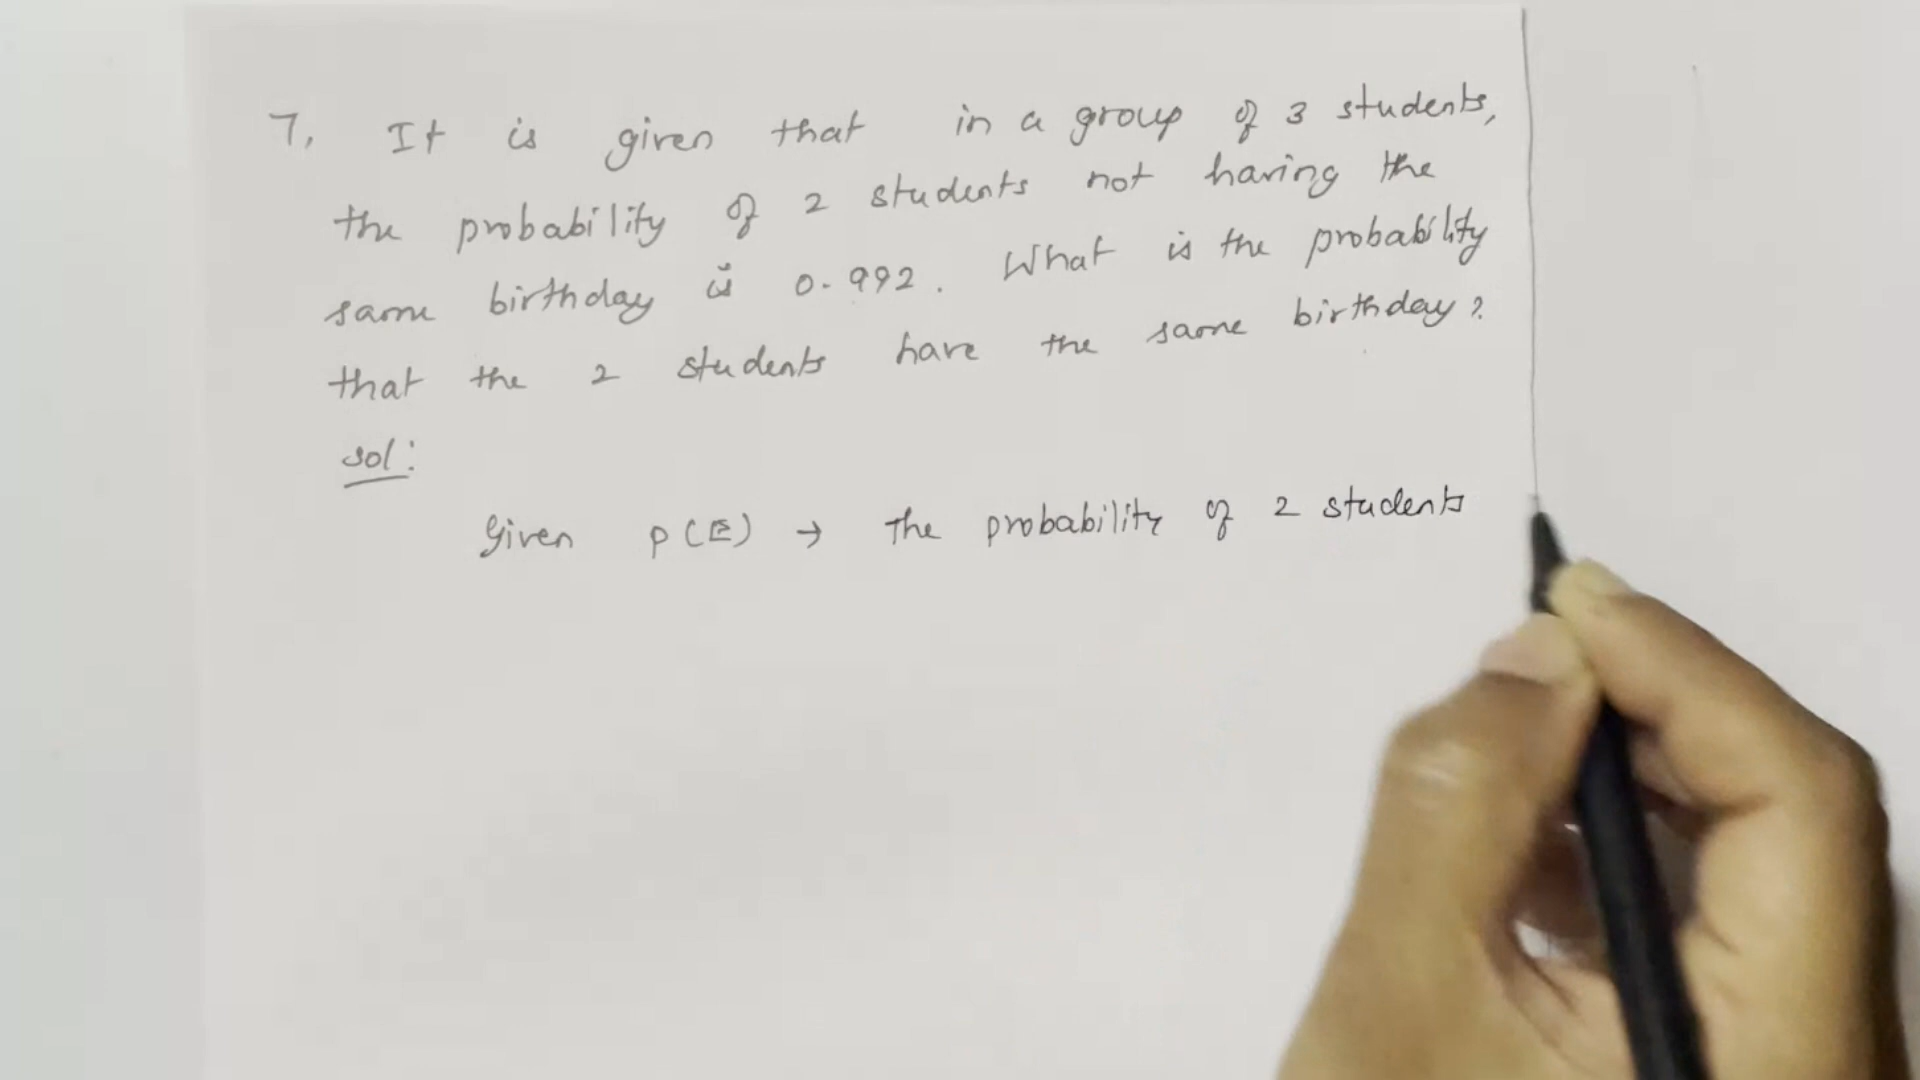 7. It is given that in a group of 3 students,
the probability of 2 students not having the
same birthday is 0.992. What is the probability
that the 2 students have the same birthday?
sol:
Given P(E) → The probability of 2 students